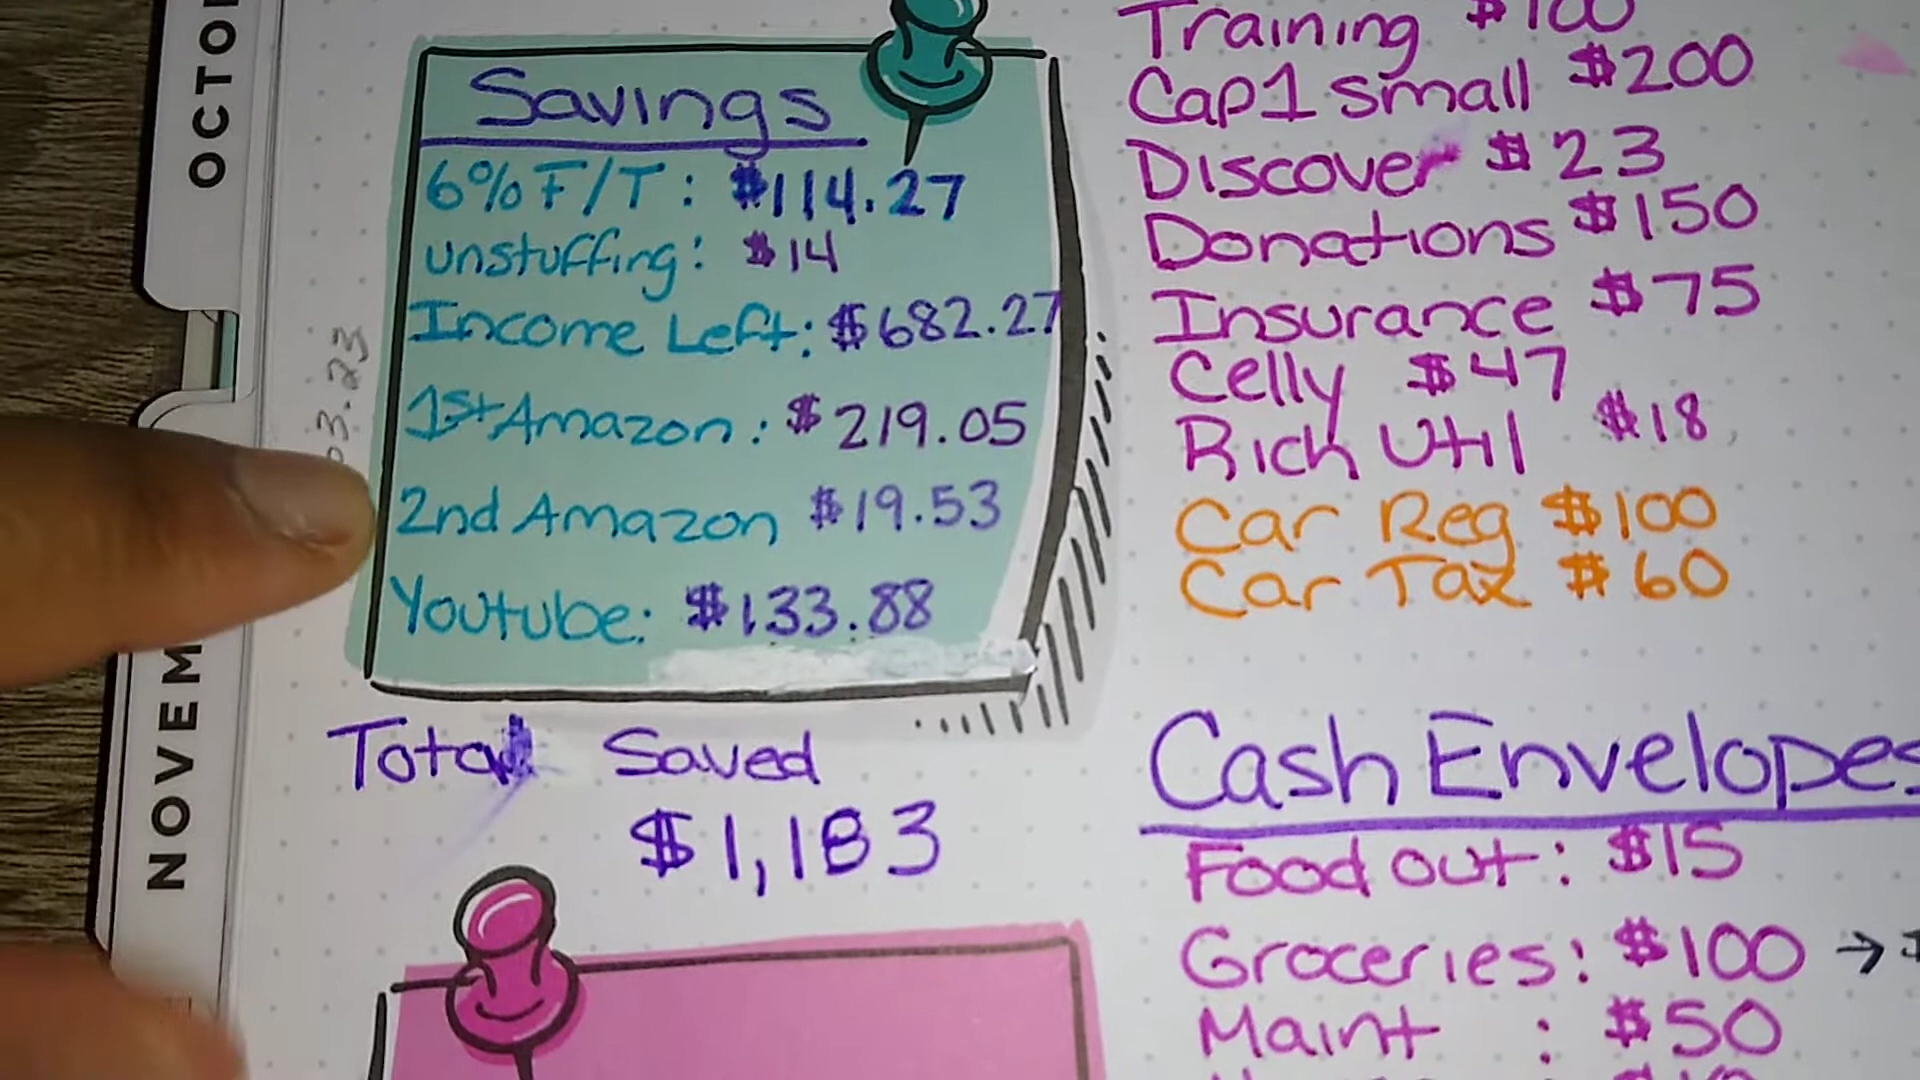 OCTO
NOVEM
03.23
Savings
6% F/T: $114.27
unstuffing: $14
Income Left: $682.27
1st Amazon: $219.05
2nd Amazon $19.53
Youtube: $133.88
Total Saved
$1,183
Training $100
Cap1 small $200
Discover $23
Donations $150
Insurance $75
Celly $47
Rich Util $18
Car Reg $100
Car Tax $60
Cash Envelopes
Food out: $15
Groceries: $100 →
Maint : $50